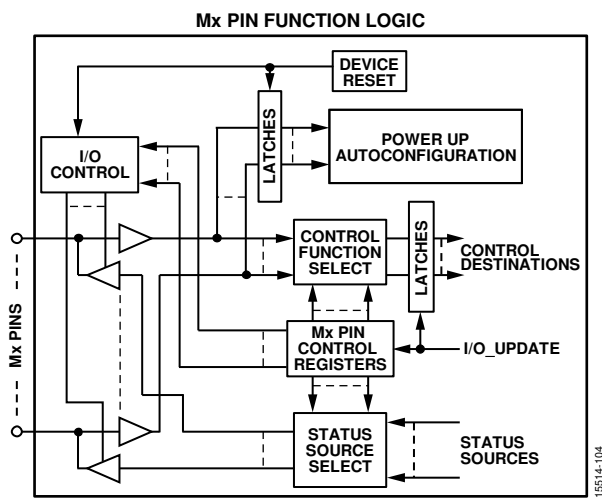 Mx PIN FUNCTION LOGIC
DEVICE
RESET
LATCHES
POWER UP
AUTOCONFIGURATION
I/O
CONTROL
CONTROL
FUNCTION
SELECT
LATCHES
CONTROL
DESTINATIONS
Mx PINS
Mx PIN
CONTROL
REGISTERS
I/O_UPDATE
STATUS
SOURCE
SELECT
STATUS
SOURCES
15514-104